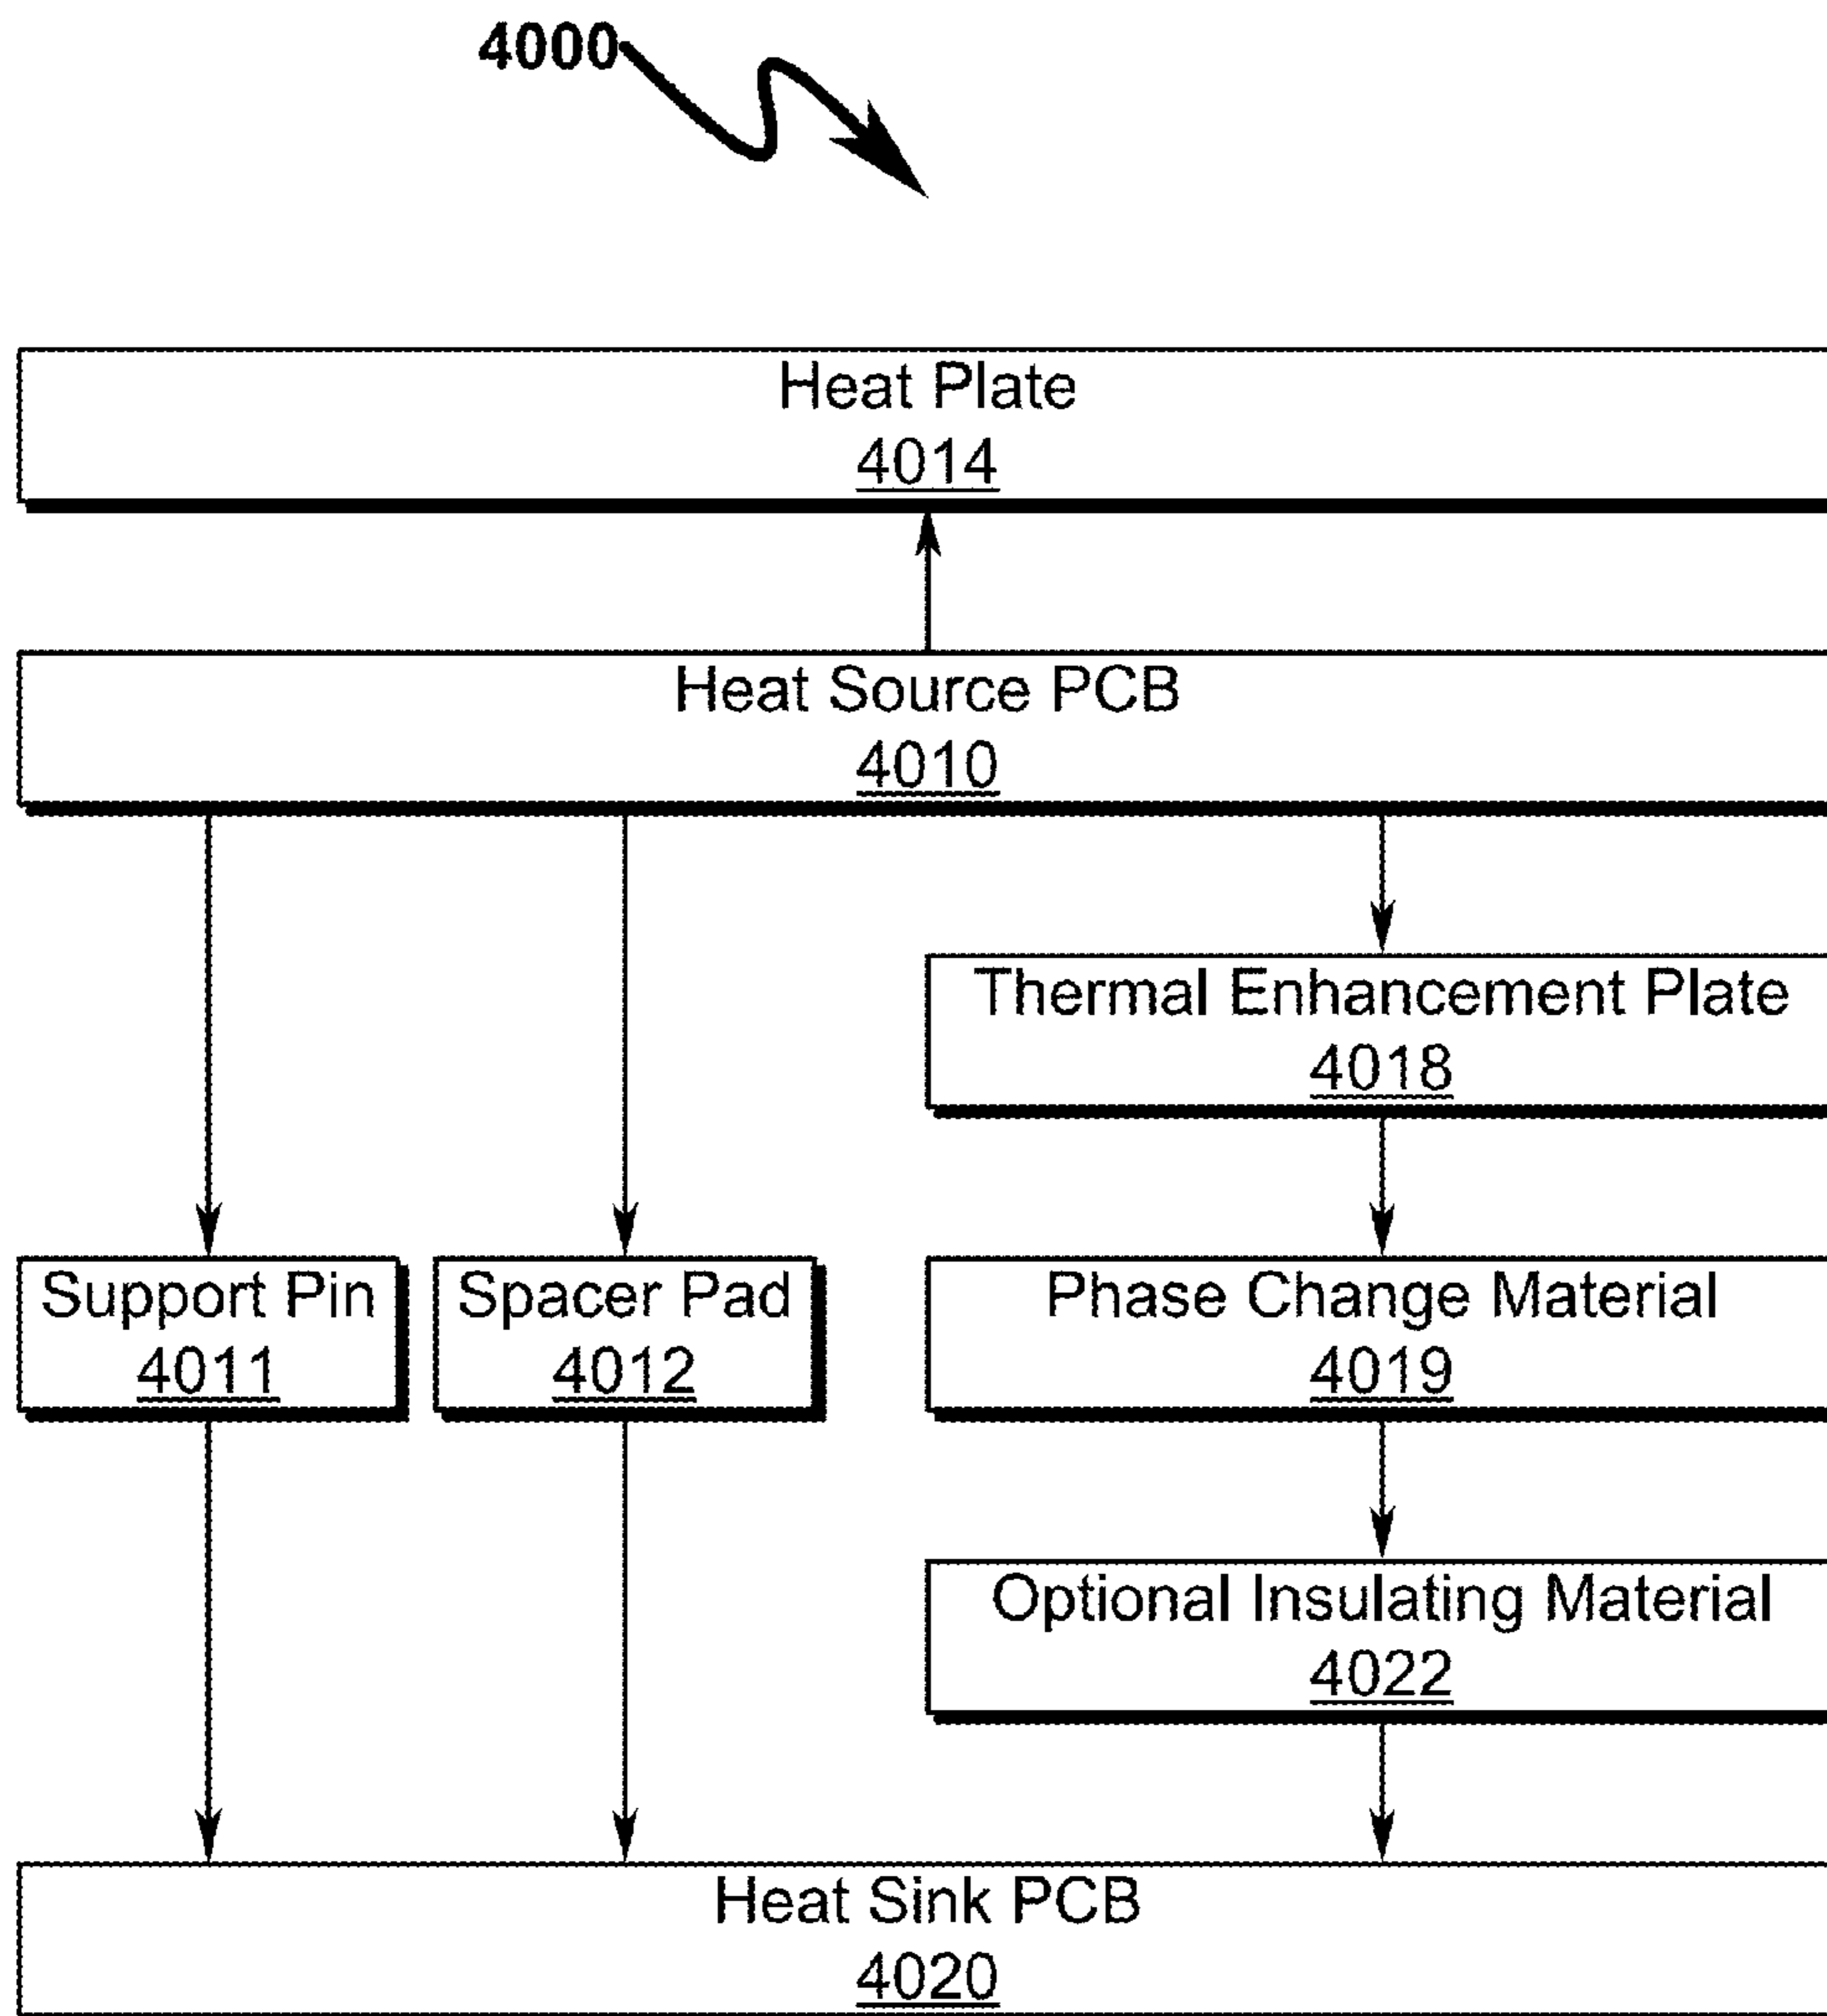 4000
Heat Plate
4014
Heat Source PCB
4010
Thermal Enhancement Plate
4018
Support Pin
4011
Spacer Pad
4012
Phase Change Material
4019
Optional Insulating Material
4022
Heat Sink PCB
4020